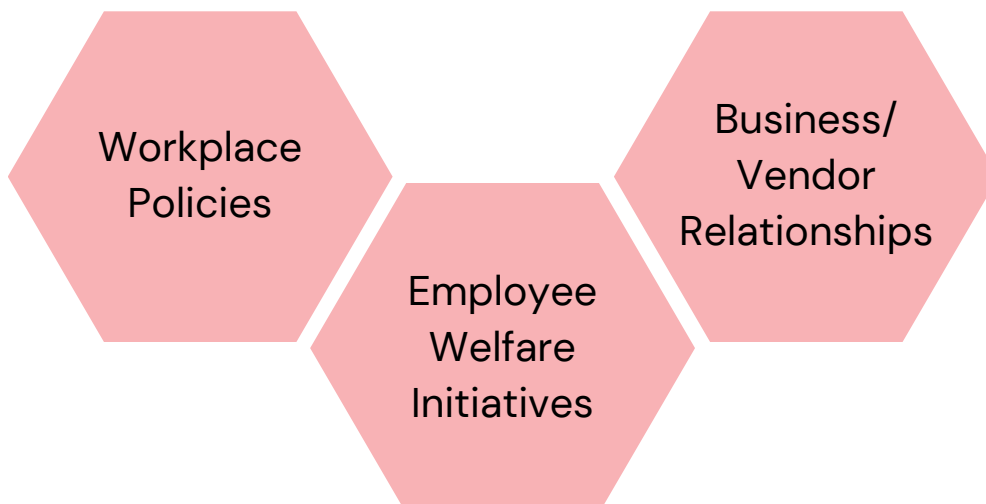 Workplace
Policies
Employee
Welfare
Initiatives
Business/
Vendor
Relationships